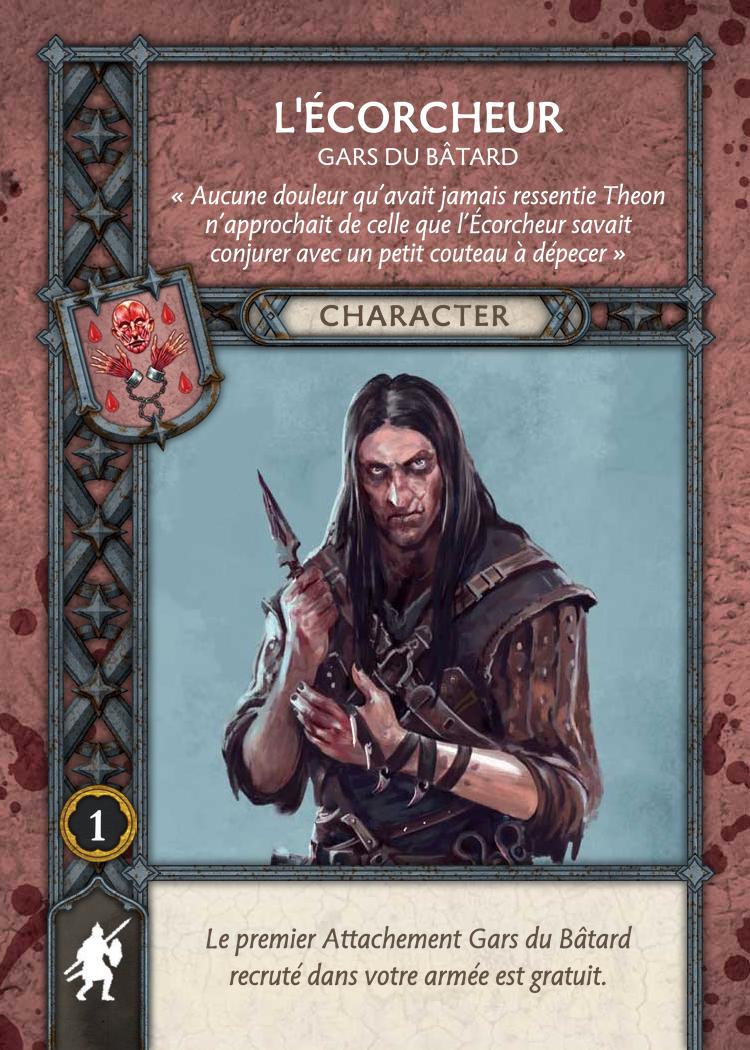 L'ÉCORCHEUR
GARS DU BÂTARD
« Aucune douleur qu'avait jamais ressentie Theon
n'approchait de celle que l'Écorcheur savait
conjurer avec un petit couteau à dépecer »
CHARACTER
1
Le premier Attachement Gars du Bâtard
recruté dans votre armée est gratuit.